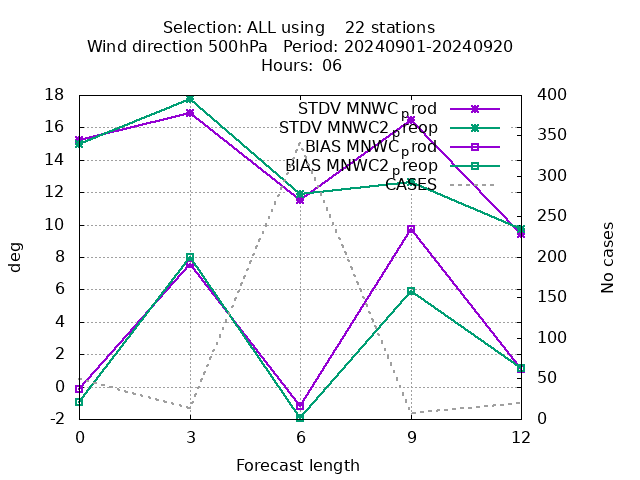 Selection: ALL using 22 stations
Wind direction 500hPa Period: 20240901-20240920
Hours: 06
18
16
14
12
10
8
6
4
2
0
-2
400
350
300
250
200
150
100
50
0
STDV MNWC_prod
STDV MNWC2_preop
BIAS MNWC_prod
BIAS MNWC2_preop
CASES
deg
No cases
0 3 6 9 12
Forecast length